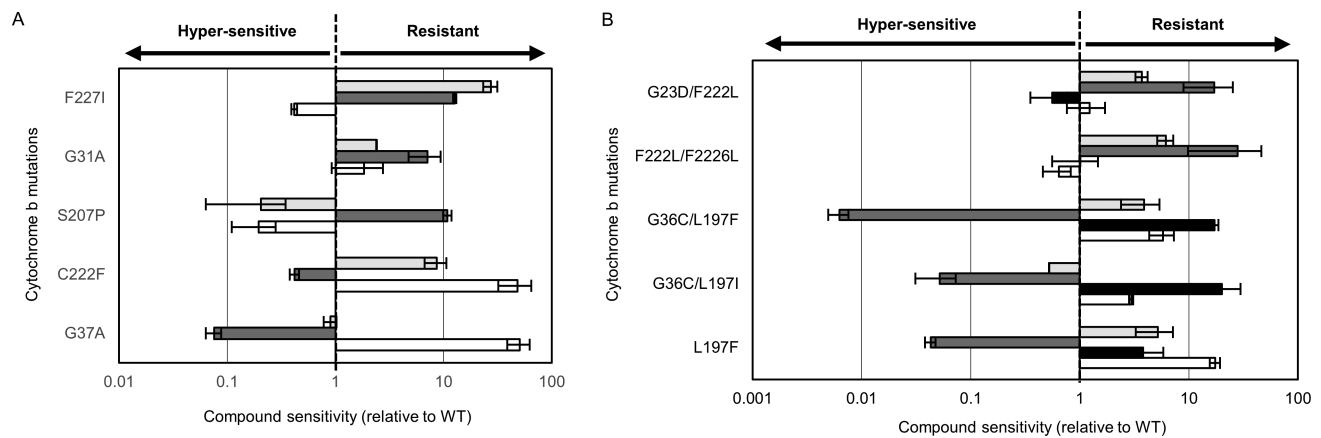 A
Hyper-sensitive
Resistant
Cytochrome b mutations
F227I
G31A
S207P
C222F
G37A
0.01
0.1
1
10
100
Compound sensitivity (relative to WT)
B
Hyper-sensitive
Resistant
Cytochrome b mutations
G23D/F222L
F222L/F2226L
G36C/L197F
G36C/L197I
L197F
0.001
0.01
0.1
1
10
100
Compound sensitivity (relative to WT)